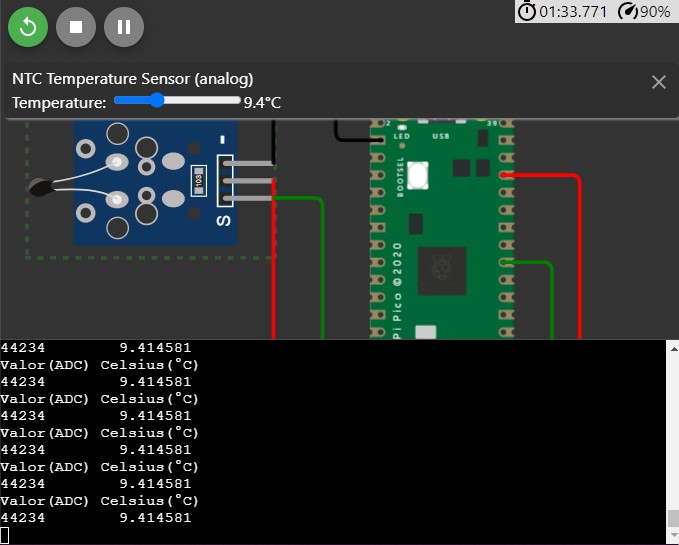 01:33.771 90%
NTC Temperature Sensor (analog)
Temperature: 9.4°C
2 39
LED USB
BOOTSEL
103
S
Pi Pico ©2020
44234 9.414581
Valor(ADC) Celsius(°C)
44234 9.414581
Valor(ADC) Celsius(°C)
44234 9.414581
Valor(ADC) Celsius(°C)
44234 9.414581
Valor(ADC) Celsius(°C)
44234 9.414581
Valor(ADC) Celsius(°C)
44234 9.414581